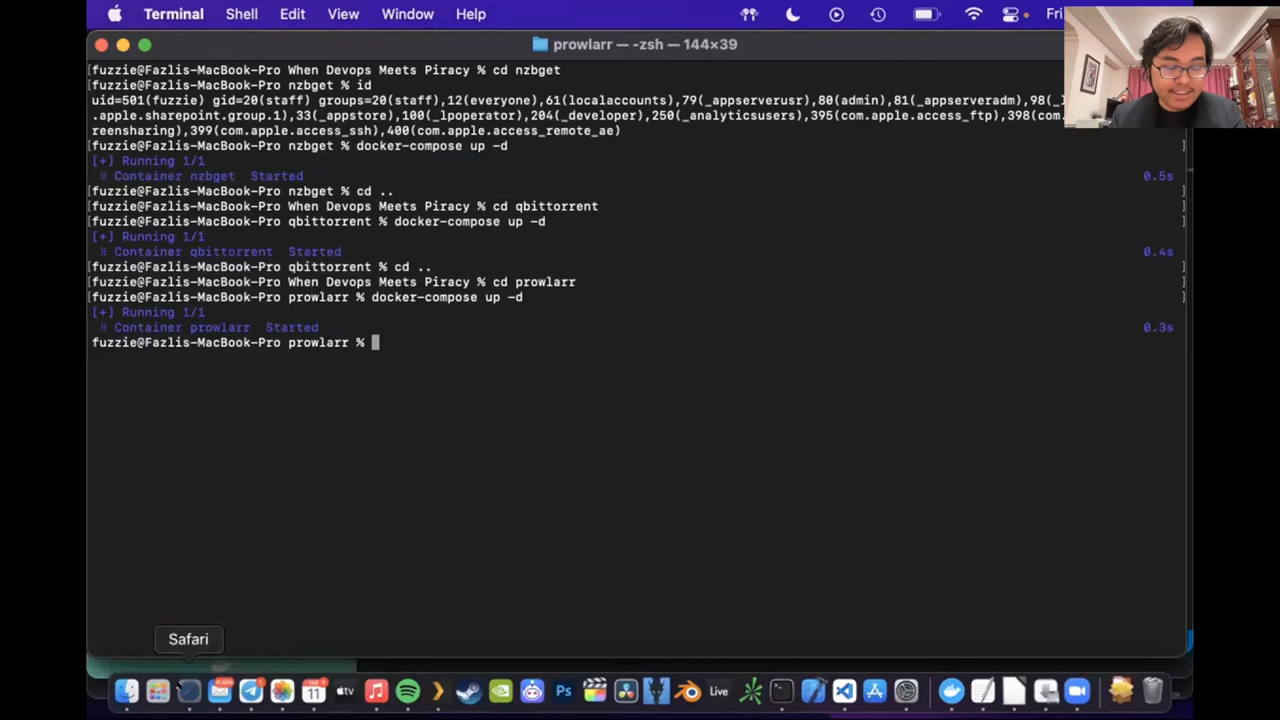 Terminal Shell Edit View Window Help Fri
prowlarr — -zsh — 144×39
[fuzzie@Fazlis-MacBook-Pro When Devops Meets Piracy % cd nzbget ]
[fuzzie@Fazlis-MacBook-Pro nzbget % id ]
uid=501(fuzzie) gid=20(staff) groups=20(staff),12(everyone),61(localaccounts),79(_appserverusr),80(admin),81(_appserveradm),98(_
.apple.sharepoint.group.1),33(_appstore),100(_lpoperator),204(_developer),250(_analyticsusers),395(com.apple.access_ftp),398(com.
reensharing),399(com.apple.access_ssh),400(com.apple.access_remote_ae)
[fuzzie@Fazlis-MacBook-Pro nzbget % docker-compose up -d ]
[+] Running 1/1
⠿ Container nzbget Started 0.5s
[fuzzie@Fazlis-MacBook-Pro nzbget % cd .. ]
[fuzzie@Fazlis-MacBook-Pro When Devops Meets Piracy % cd qbittorrent ]
[fuzzie@Fazlis-MacBook-Pro qbittorrent % docker-compose up -d ]
[+] Running 1/1
⠿ Container qbittorrent Started 0.4s
[fuzzie@Fazlis-MacBook-Pro qbittorrent % cd .. ]
[fuzzie@Fazlis-MacBook-Pro When Devops Meets Piracy % cd prowlarr ]
[fuzzie@Fazlis-MacBook-Pro prowlarr % docker-compose up -d ]
[+] Running 1/1
⠿ Container prowlarr Started 0.3s
fuzzie@Fazlis-MacBook-Pro prowlarr %
Safari
11 tv Ps Live